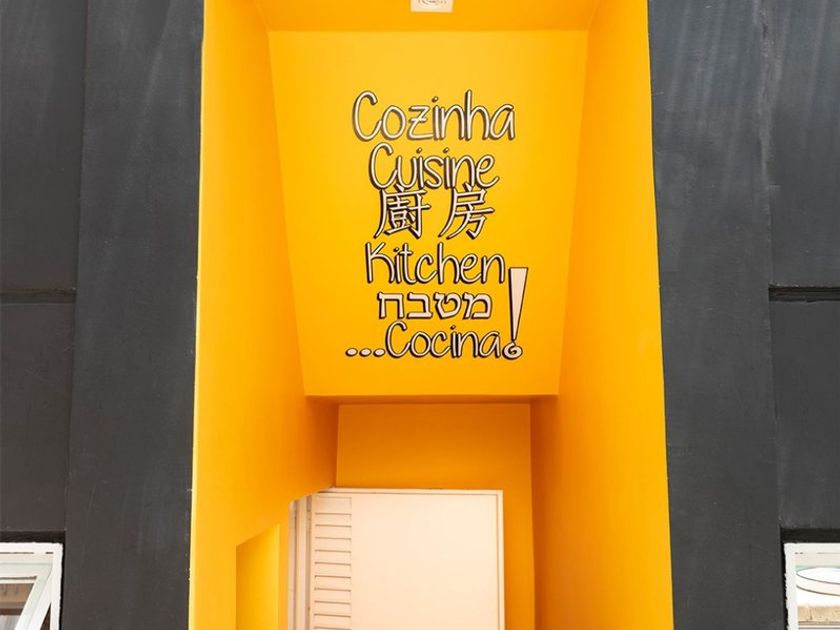 Cozinha
Cuisine
廚房
Kitchen
מטבח
...Cocina!